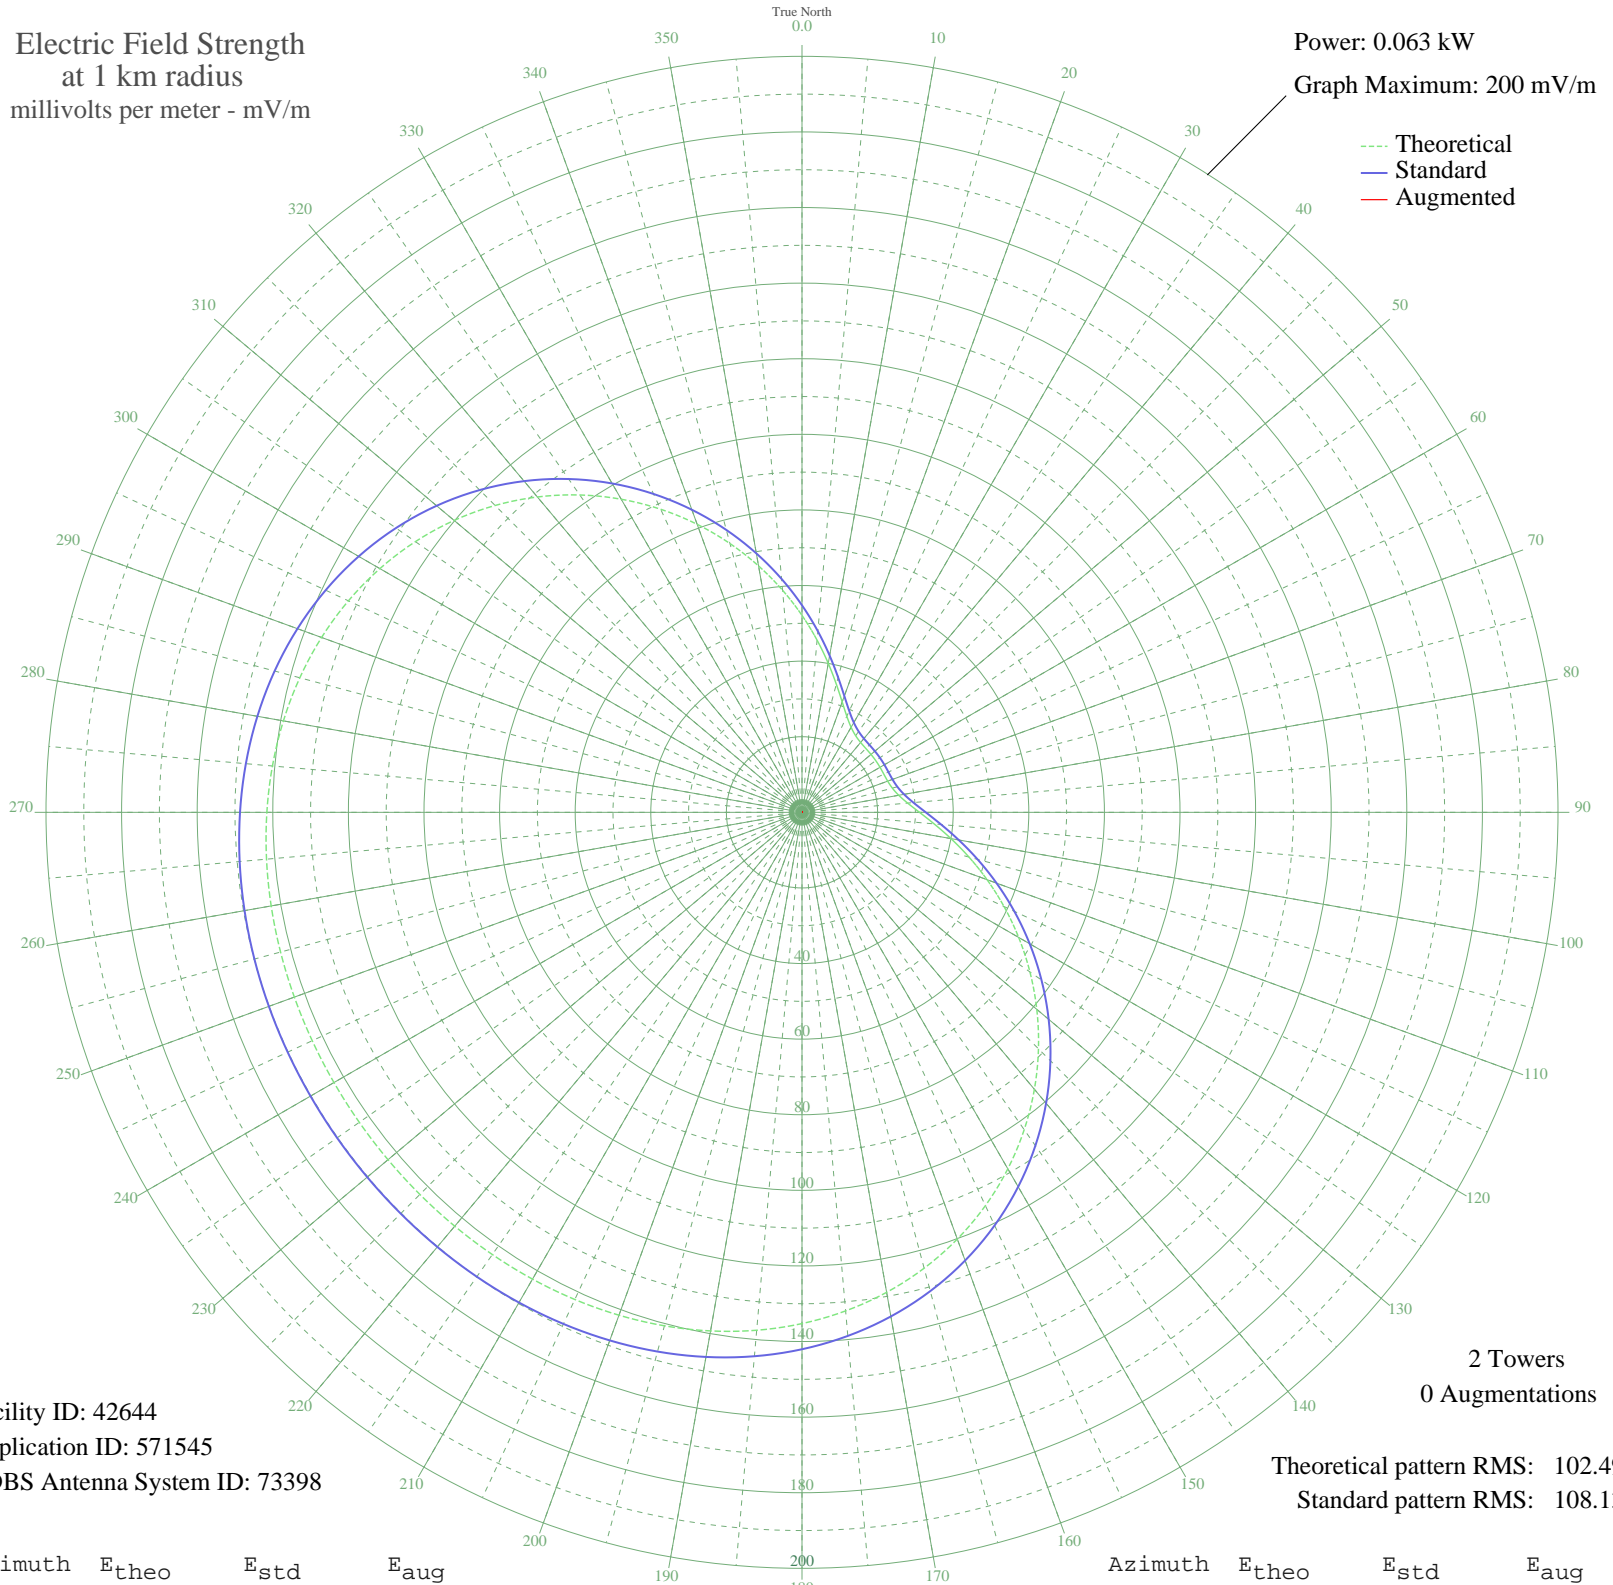 True North
0.0
Electric Field Strength
at 1 km radius
millivolts per meter - mV/m
Power: 0.063 kW
Graph Maximum: 200 mV/m
Theoretical
Standard
Augmented
10
20
30
40
50
60
70
80
90
100
110
120
130
140
150
160
170
190
200
210
220
230
240
250
260
270
280
290
300
310
320
330
340
350
40
60
80
100
120
140
160
180
200
2 Towers
0 Augmentations
cility ID: 42644
plication ID: 571545
DBS Antenna System ID: 73398
Theoretical pattern RMS: 102.49
Standard pattern RMS: 108.1
imuth Etheo Estd Eaug
Azimuth Etheo Estd Eaug